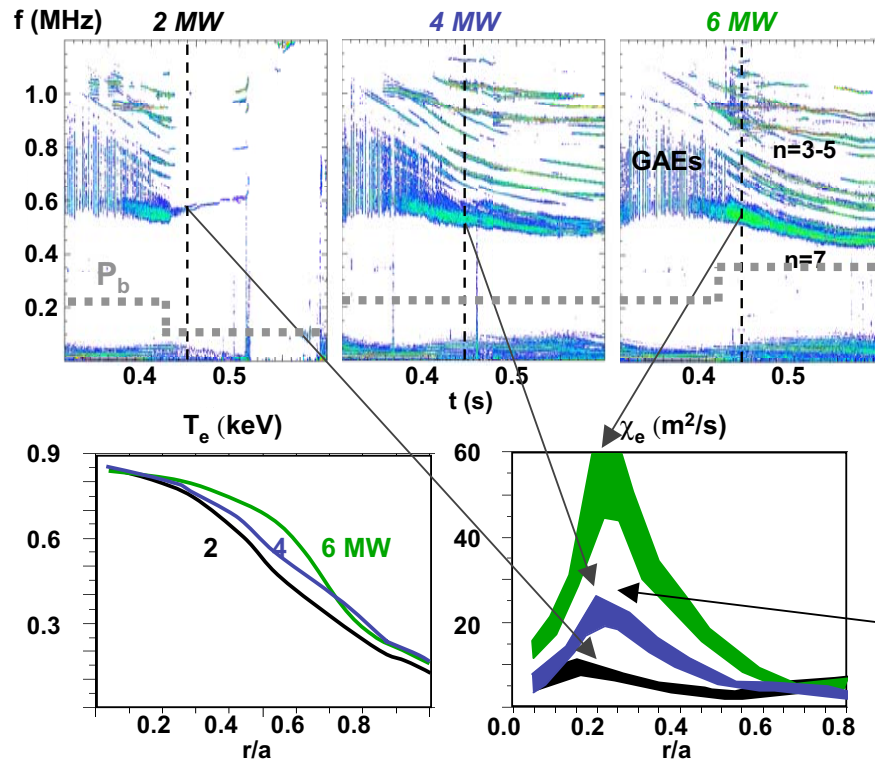 f (MHz) 2 MW 4 MW 6 MW
1.0
0.8
0.6
0.4
0.2
GAEs
n=3-5
n=7
P_b
0.4 0.5 0.4 0.5 0.4 0.5
t (s)
T_e (keV)
0.9
0.6
0.3
2 4 6 MW
0.2 0.4 0.6 0.8
r/a
χ_e (m²/s)
60
40
20
0.0 0.2 0.4 0.6 0.8
r/a